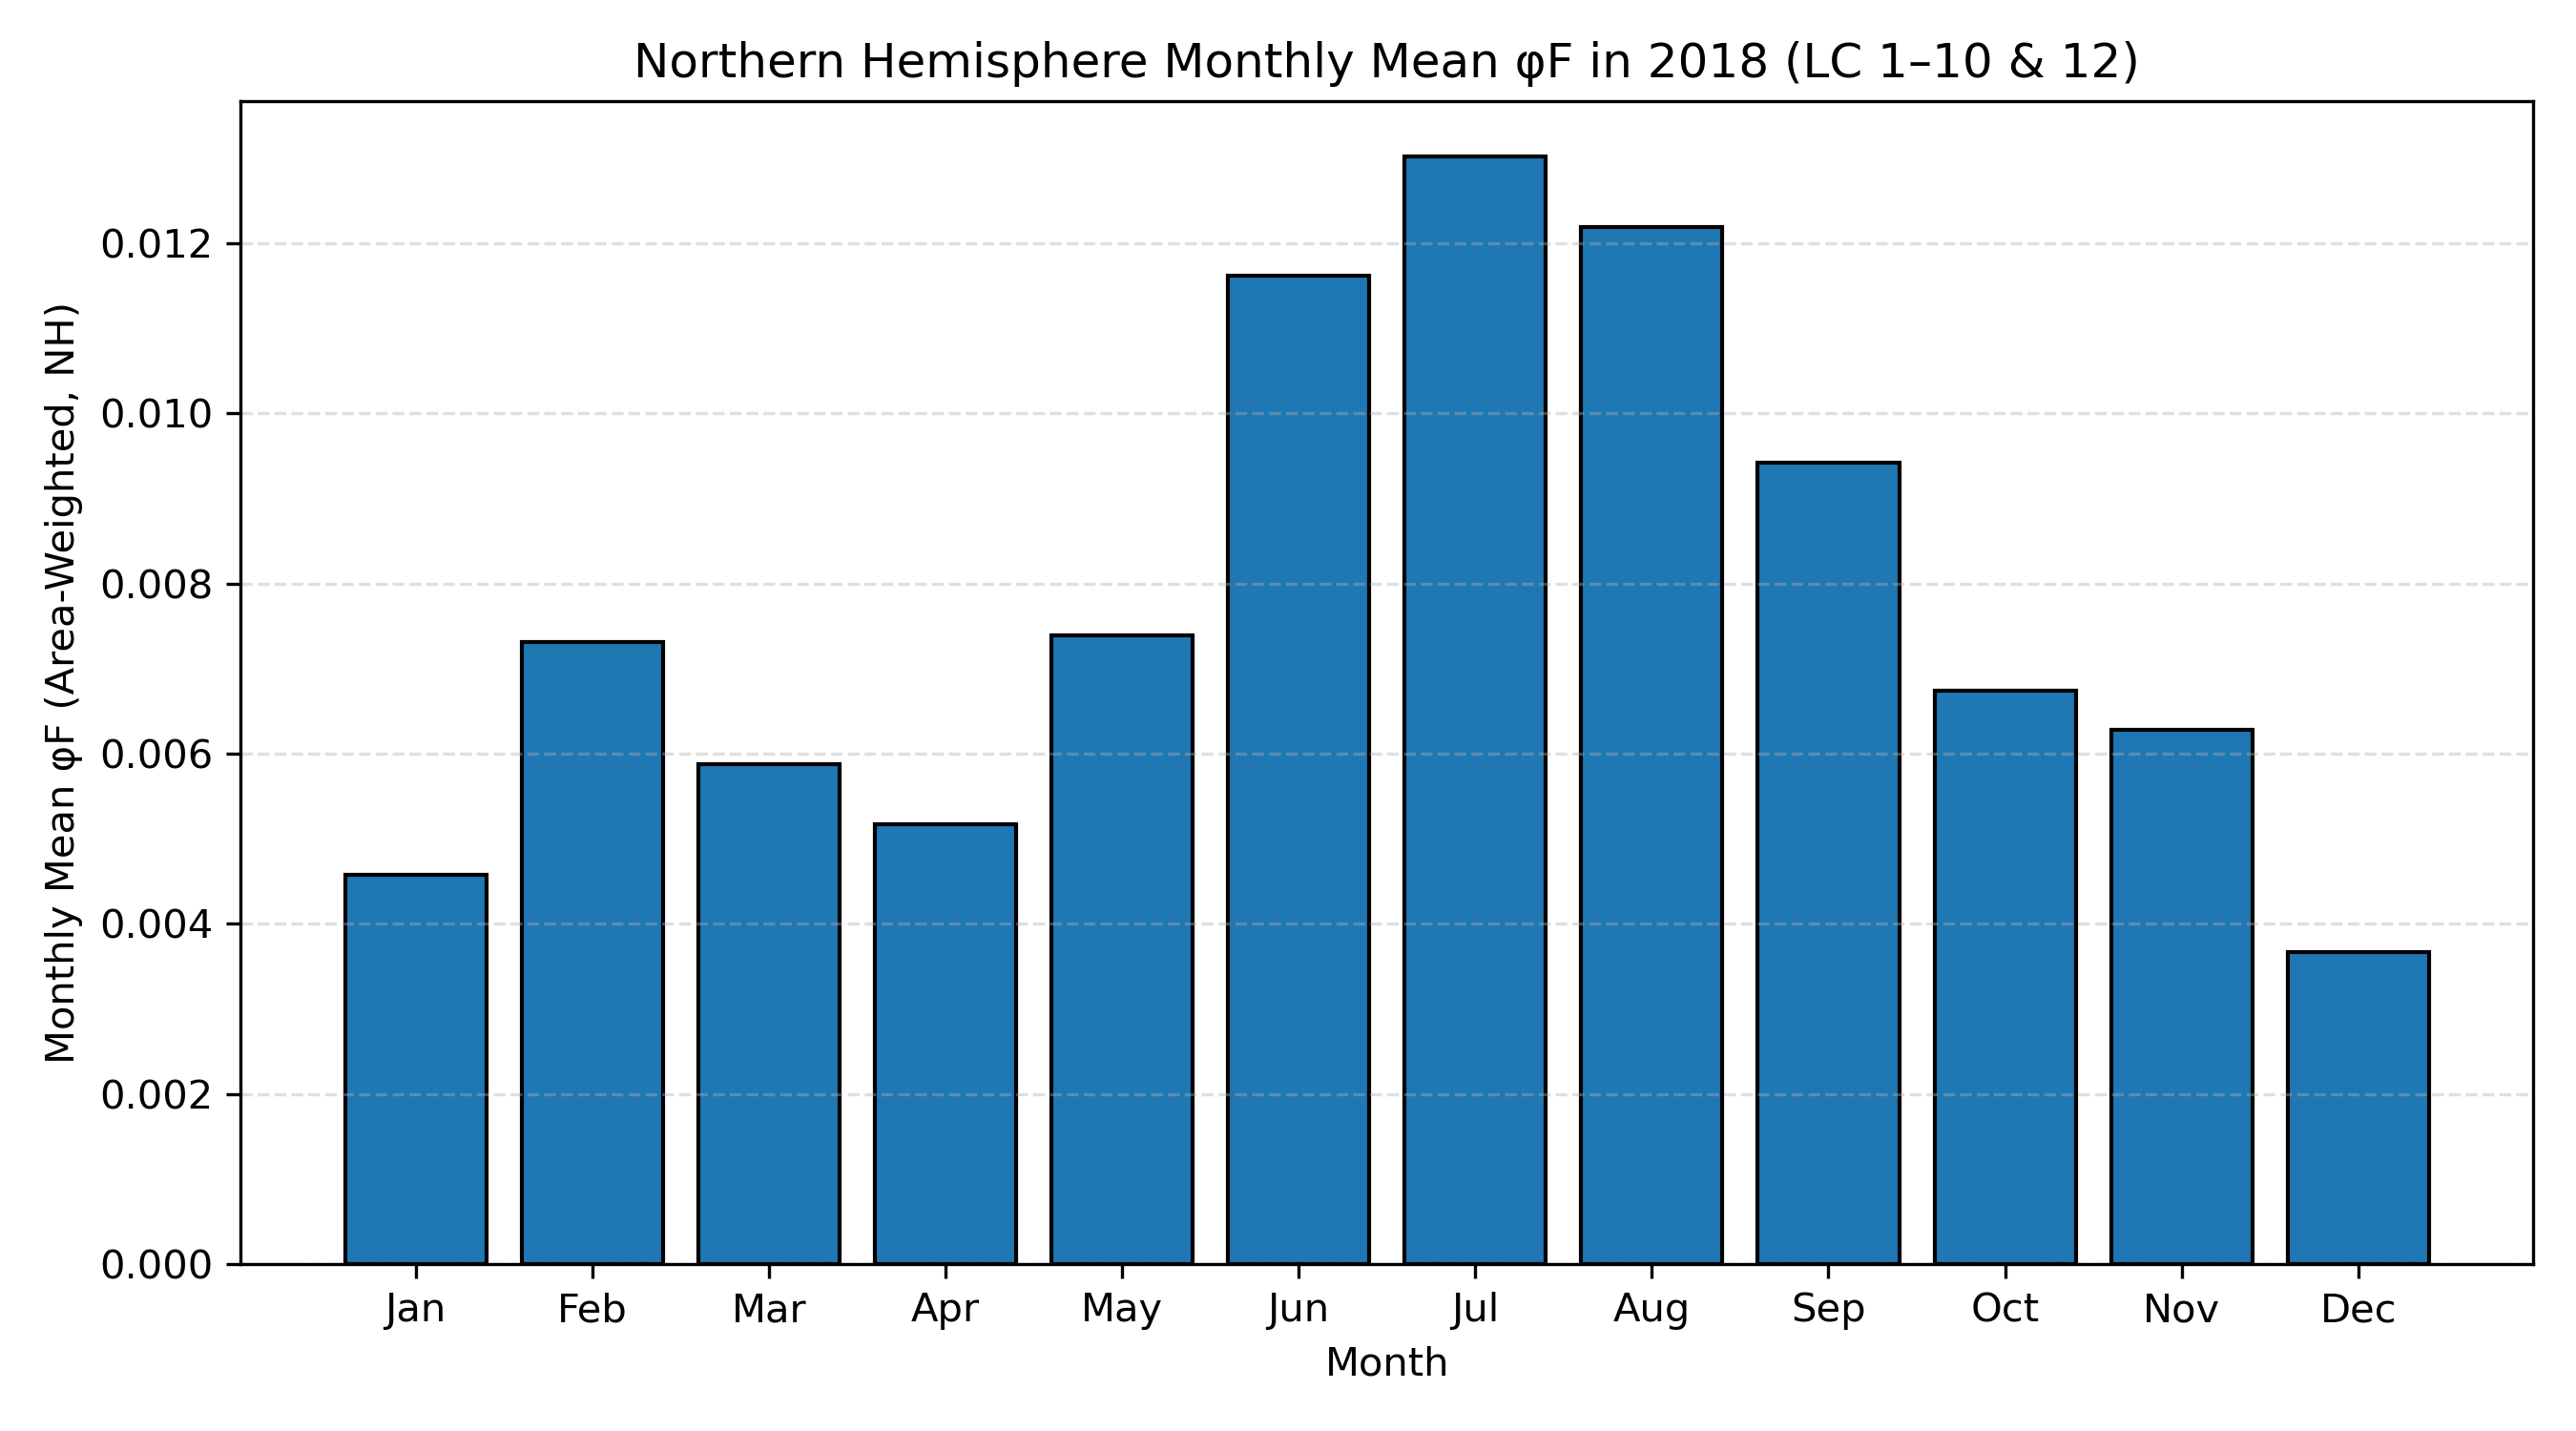 Northern Hemisphere Monthly Mean φF in 2018 (LC 1–10 & 12)
Monthly Mean φF (Area-Weighted, NH)
0.012
0.010
0.008
0.006
0.004
0.002
0.000
Jan Feb Mar Apr May Jun Jul Aug Sep Oct Nov Dec
Month